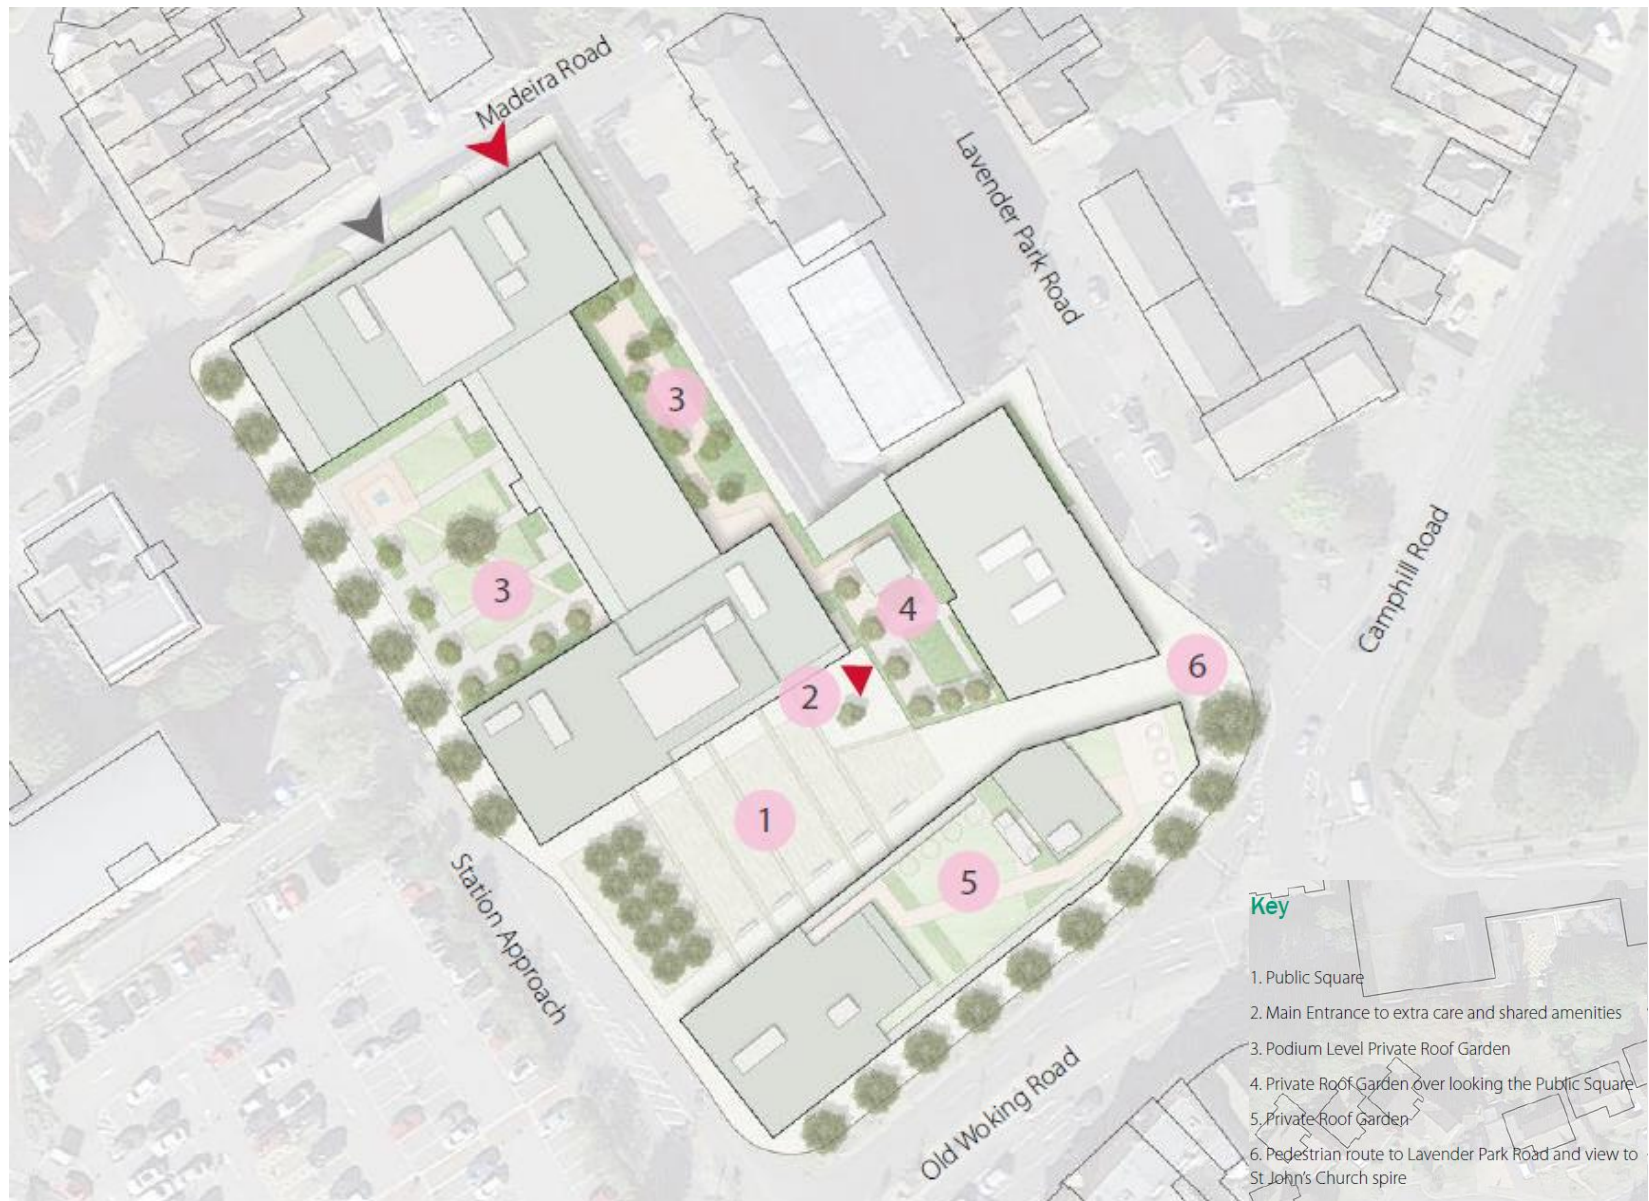 Madeira Road
Lavender Park Road
3
3
4
Camphill Road
6
2
1
5
Station Approach
Old Woking Road
Key
1. Public Square
2. Main Entrance to extra care and shared amenities
3. Podium Level Private Roof Garden
4. Private Roof Garden over looking the Public Square
5. Private Roof Garden
6. Pedestrian route to Lavender Park Road and view to
St John's Church spire